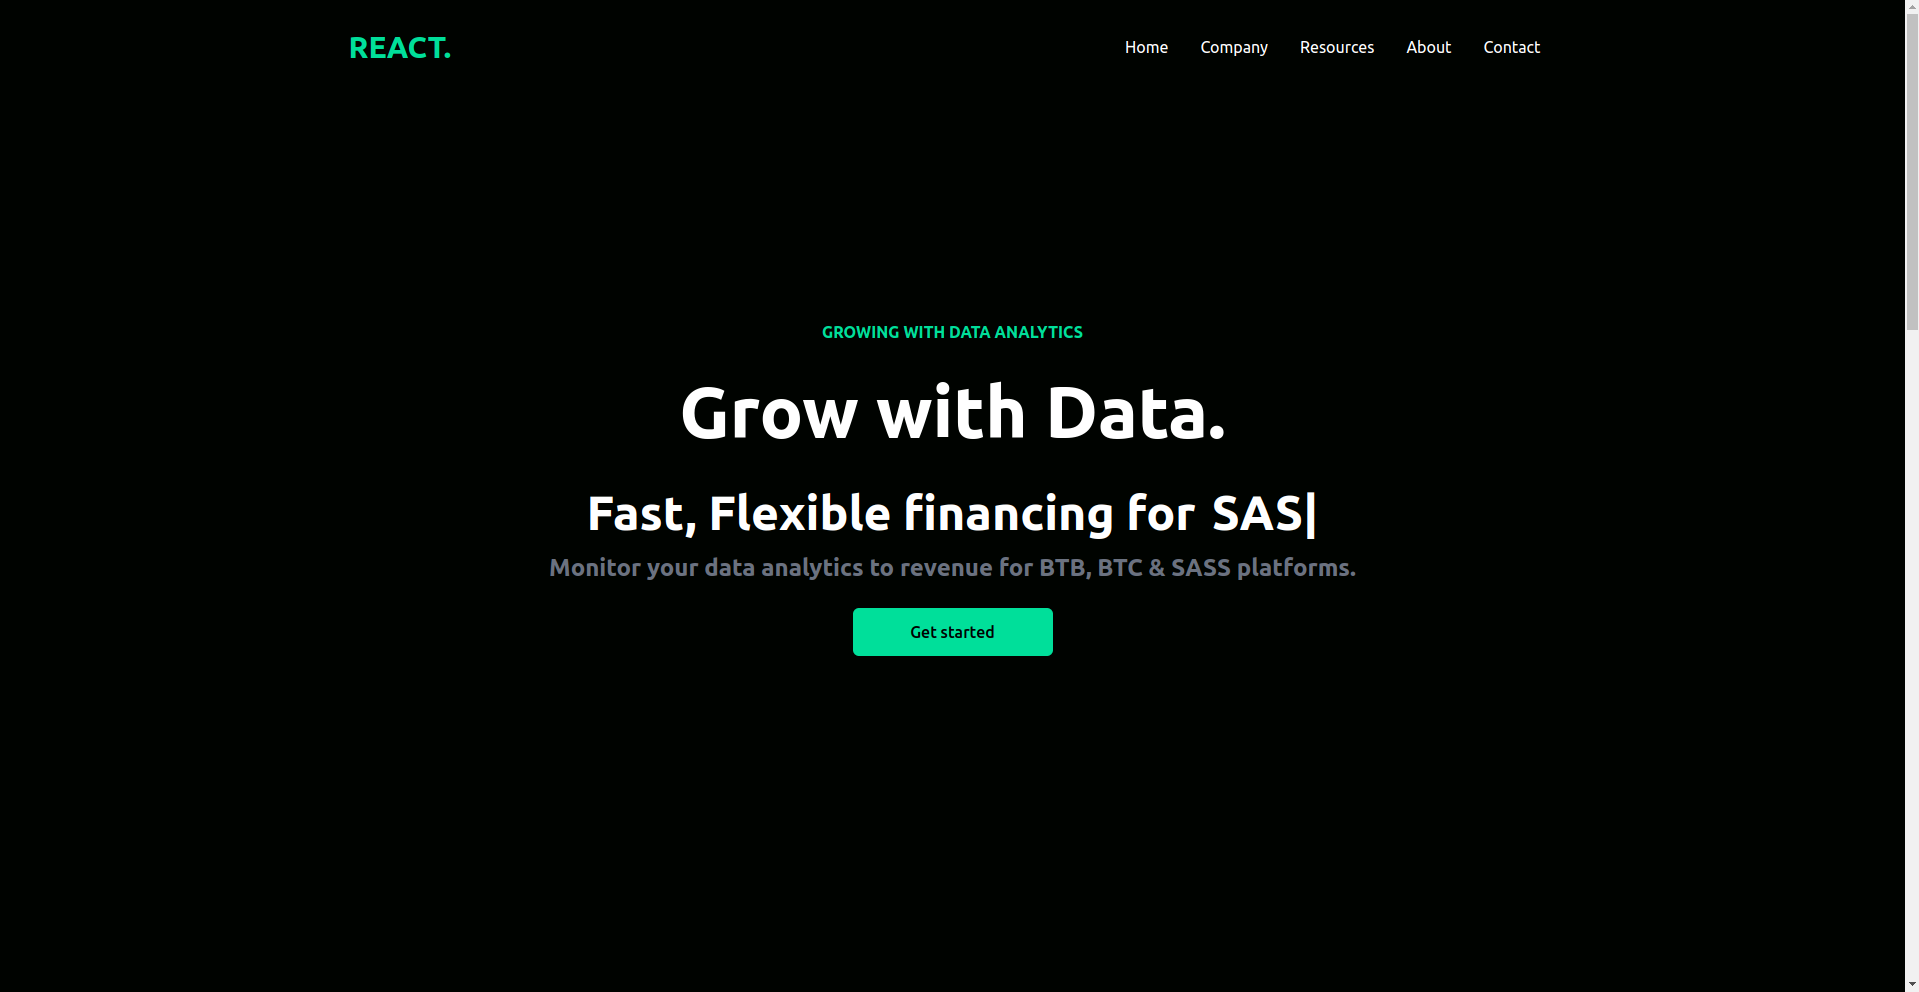 REACT.
Home Company Resources About Contact
GROWING WITH DATA ANALYTICS
Grow with Data.
Fast, Flexible financing for SAS|
Monitor your data analytics to revenue for BTB, BTC & SASS platforms.
Get started